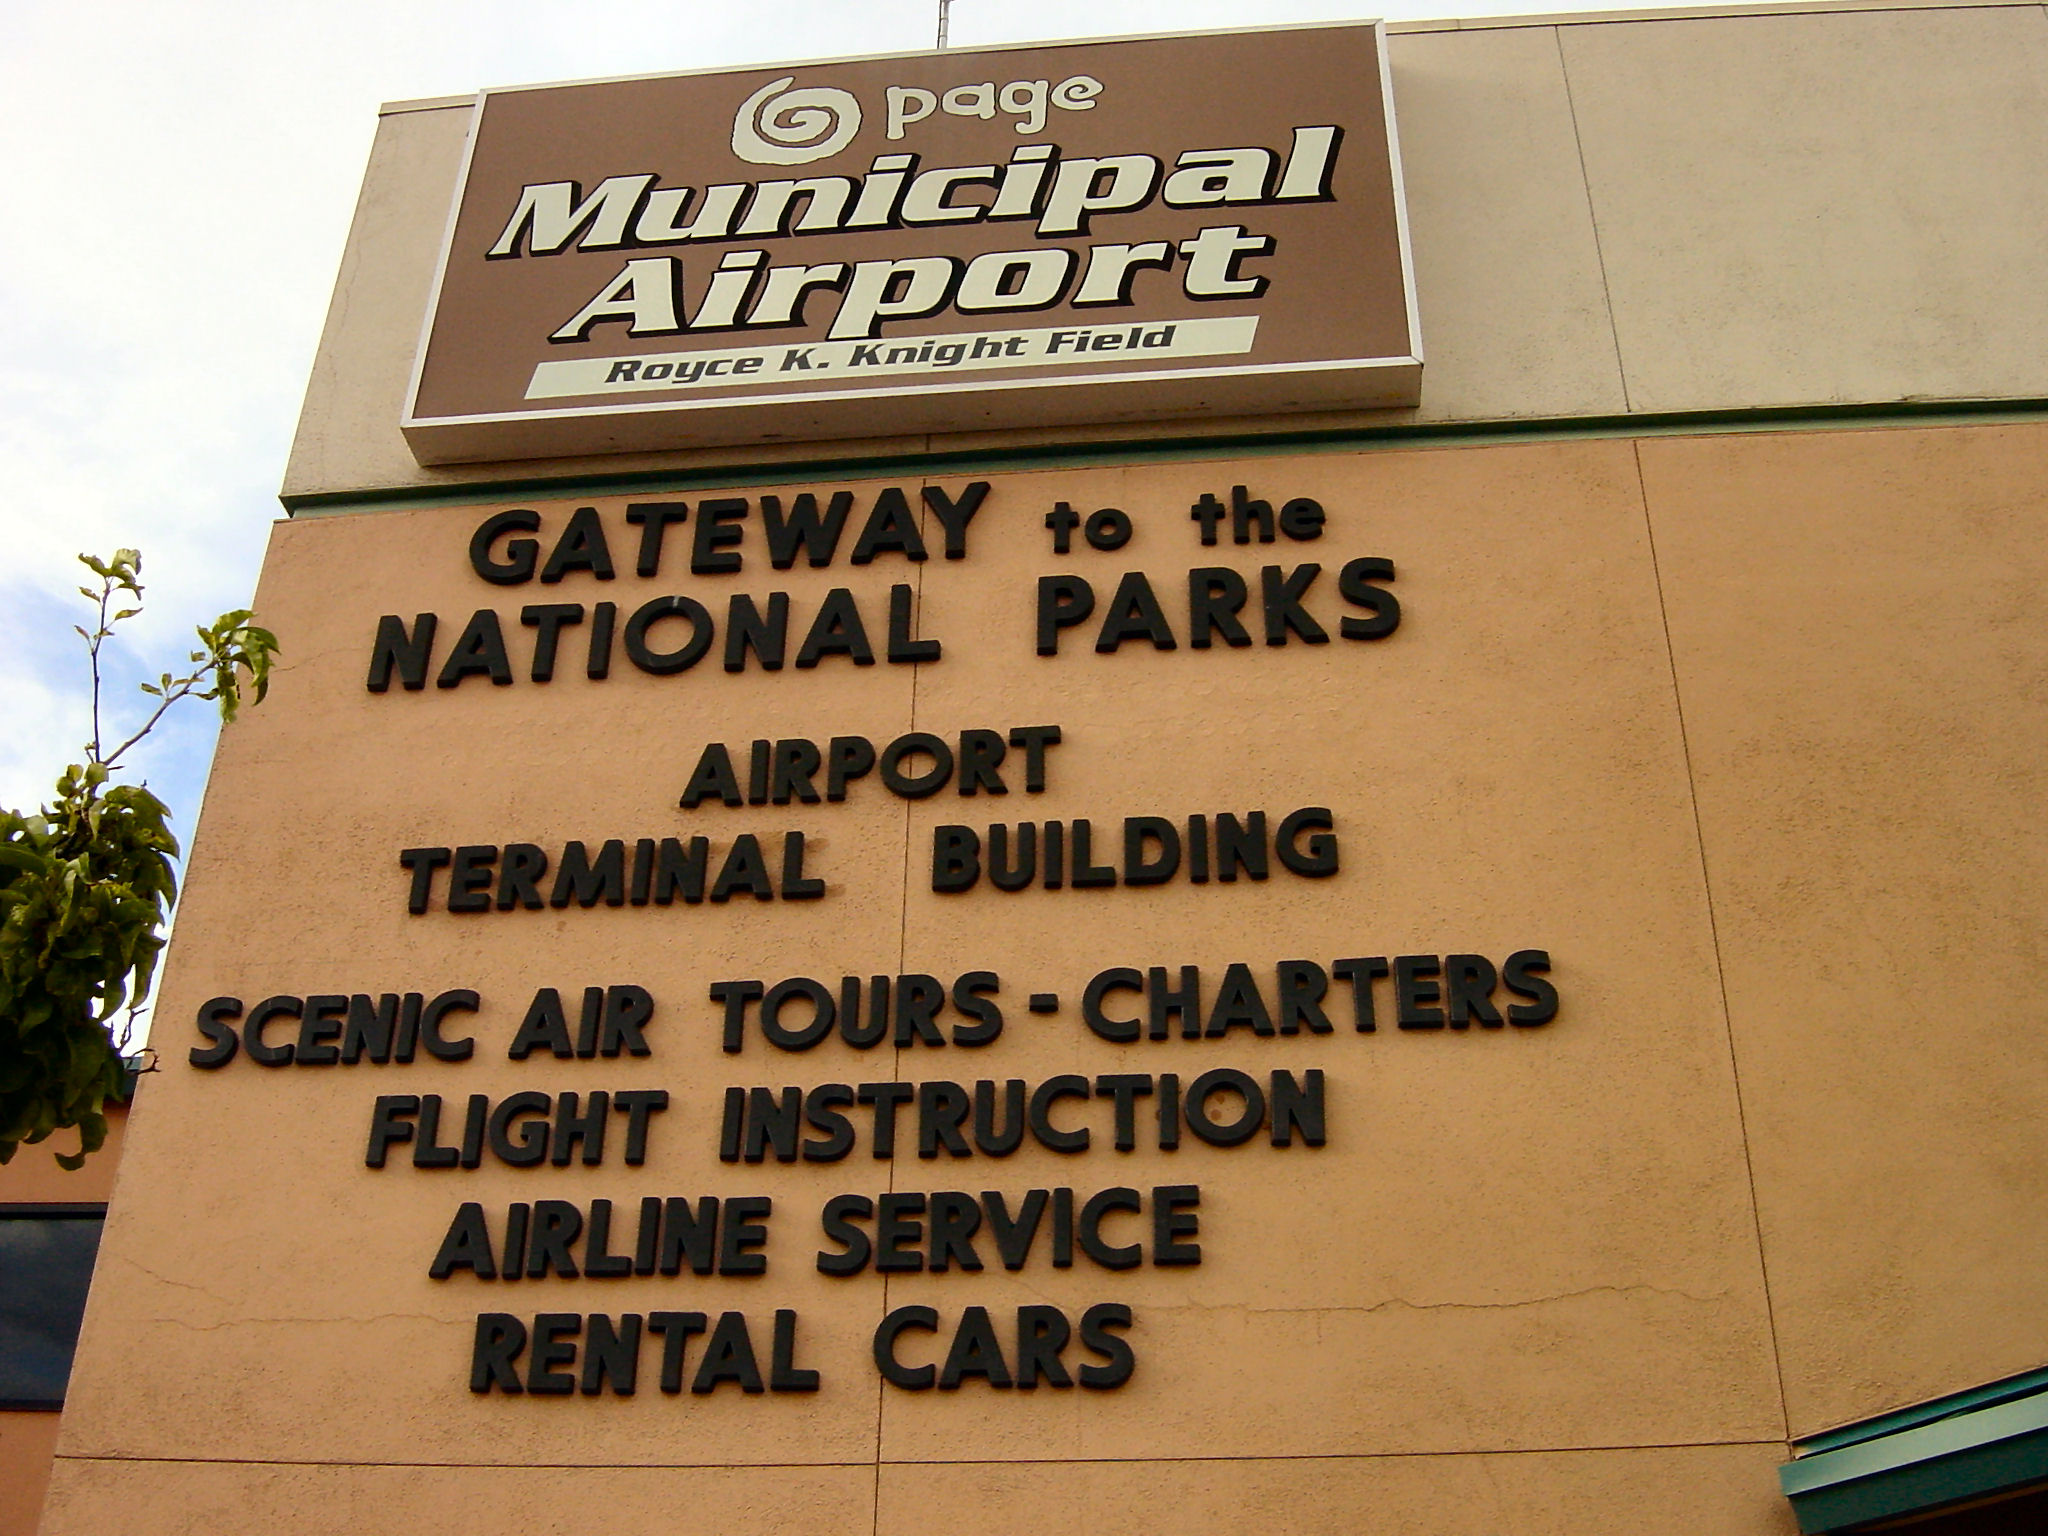 page
Municipal
Airport
Royce K. Knight Field
GATEWAY to the
NATIONAL PARKS
AIRPORT
TERMINAL BUILDING
SCENIC AIR TOURS - CHARTERS
FLIGHT INSTRUCTION
AIRLINE SERVICE
RENTAL CARS